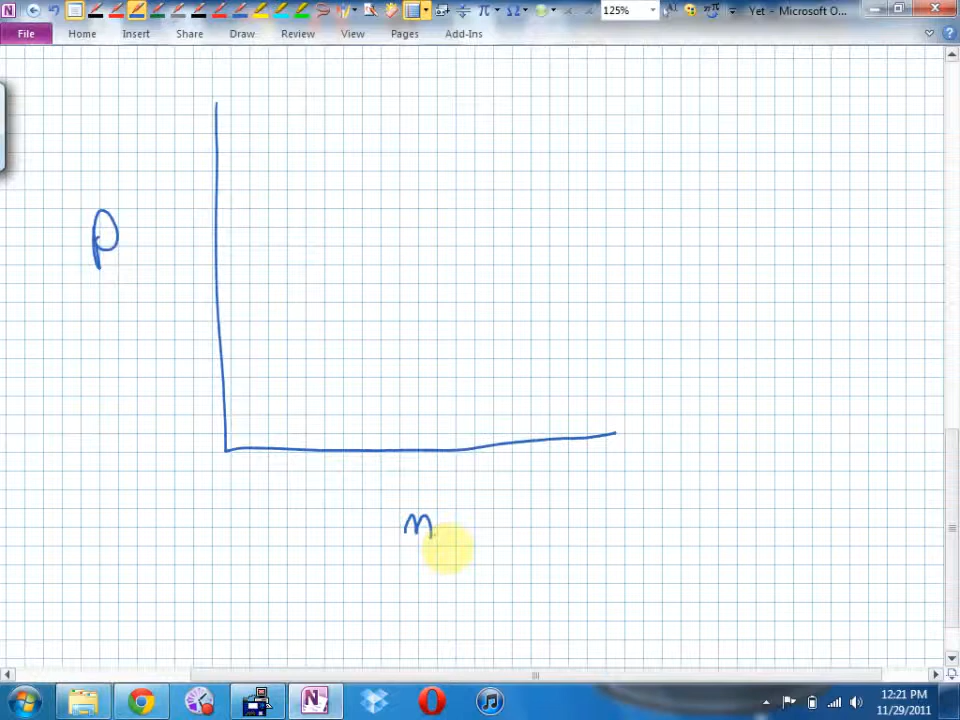 125%
Yet - Microsoft O...
File
Home
Insert
Share
Draw
Review
View
Pages
Add-Ins
p
m
12:21 PM
11/29/2011